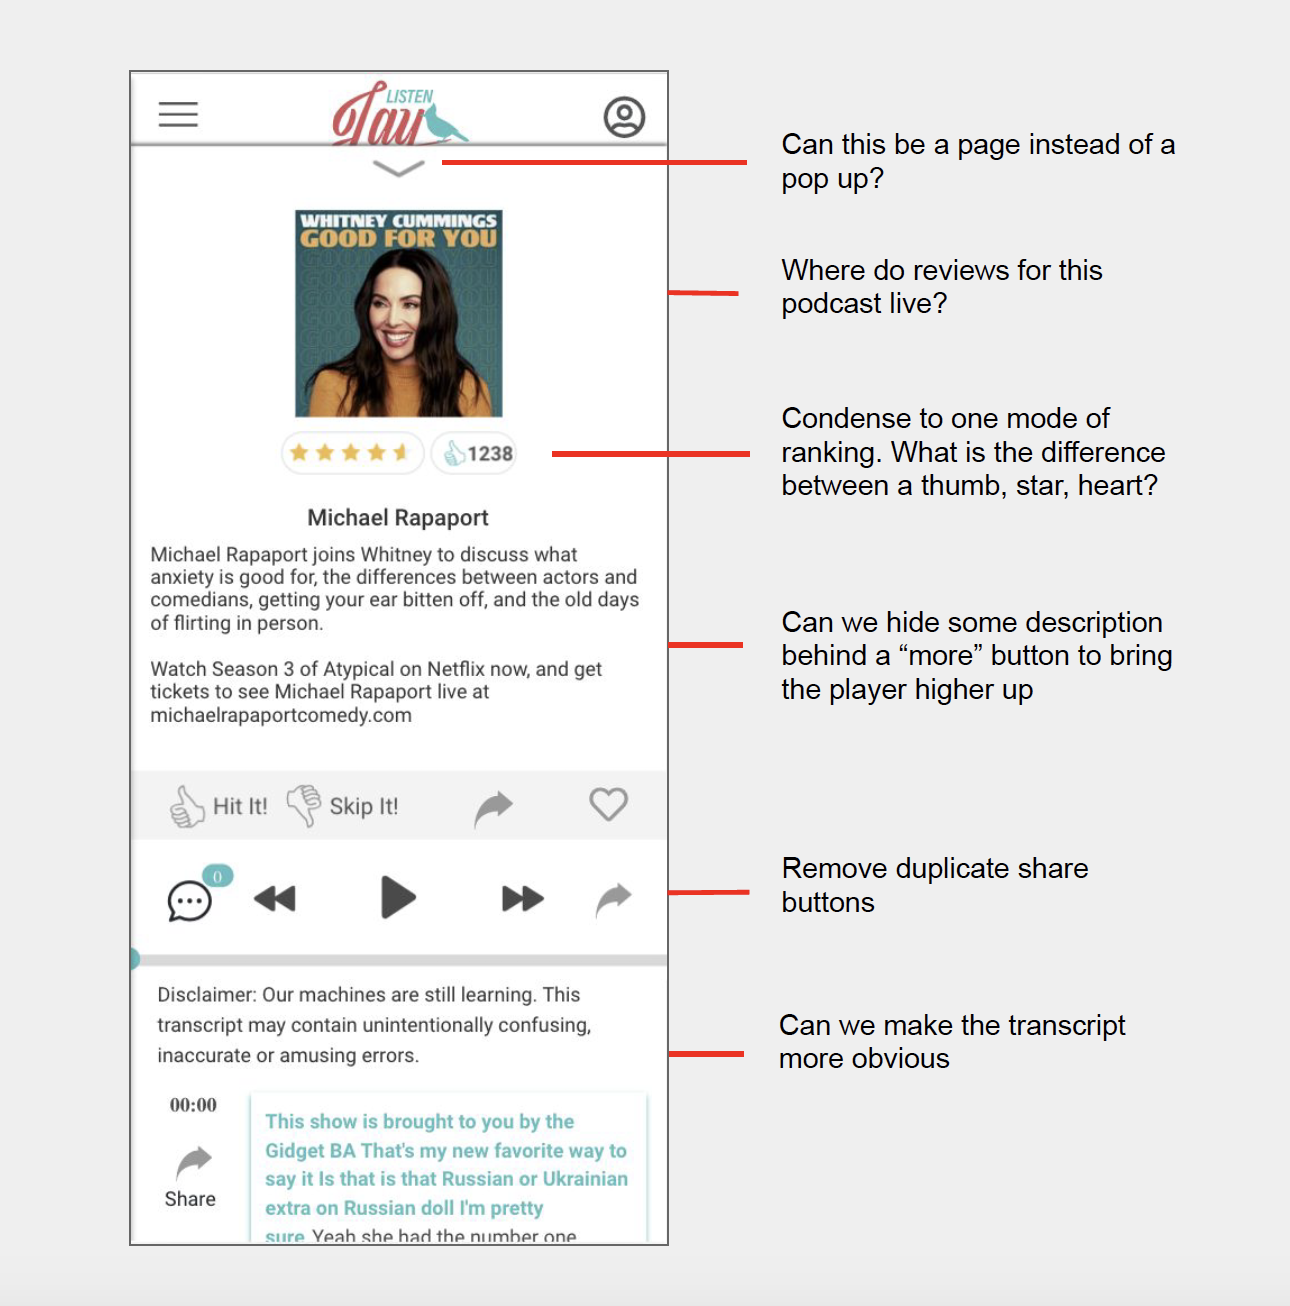 LISTEN
Jay
Can this be a page instead of a
pop up?
WHITNEY CUMMINGS
GOOD FOR YOU
Where do reviews for this
podcast live?
1238
Condense to one mode of
ranking. What is the difference
between a thumb, star, heart?
Michael Rapaport
Michael Rapaport joins Whitney to discuss what
anxiety is good for, the differences between actors and
comedians, getting your ear bitten off, and the old days
of flirting in person.
Watch Season 3 of Atypical on Netflix now, and get
tickets to see Michael Rapaport live at
michaelrapaportcomedy.com
Can we hide some description
behind a “more” button to bring
the player higher up
Hit It! Skip It!
0
Remove duplicate share
buttons
Disclaimer: Our machines are still learning. This
transcript may contain unintentionally confusing,
inaccurate or amusing errors.
Can we make the transcript
more obvious
00:00
Share
This show is brought to you by the
Gidget BA That's my new favorite way to
say it Is that is that Russian or Ukrainian
extra on Russian doll I'm pretty
sure Yeah she had the number one